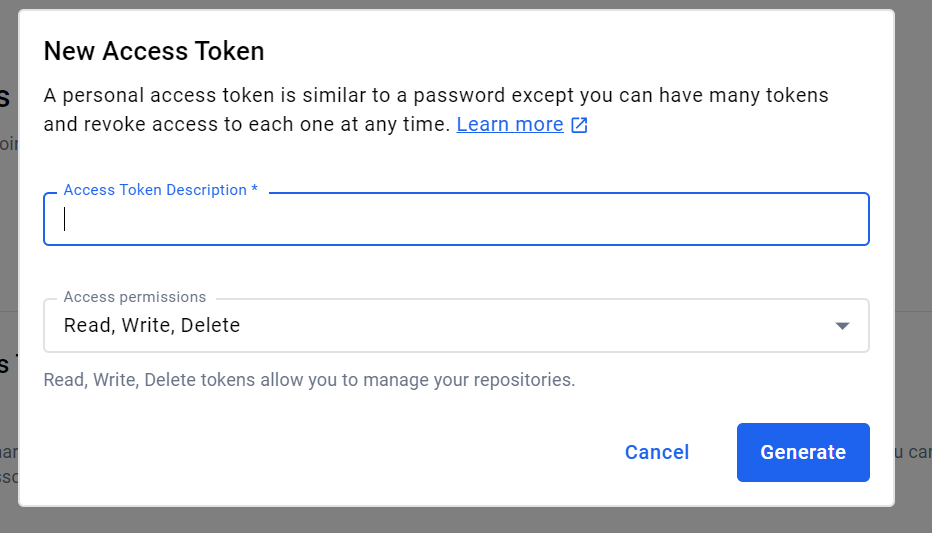 New Access Token
A personal access token is similar to a password except you can have many tokens
and revoke access to each one at any time. Learn more
Access Token Description *
Access permissions
Read, Write, Delete
Read, Write, Delete tokens allow you to manage your repositories.
Cancel
Generate